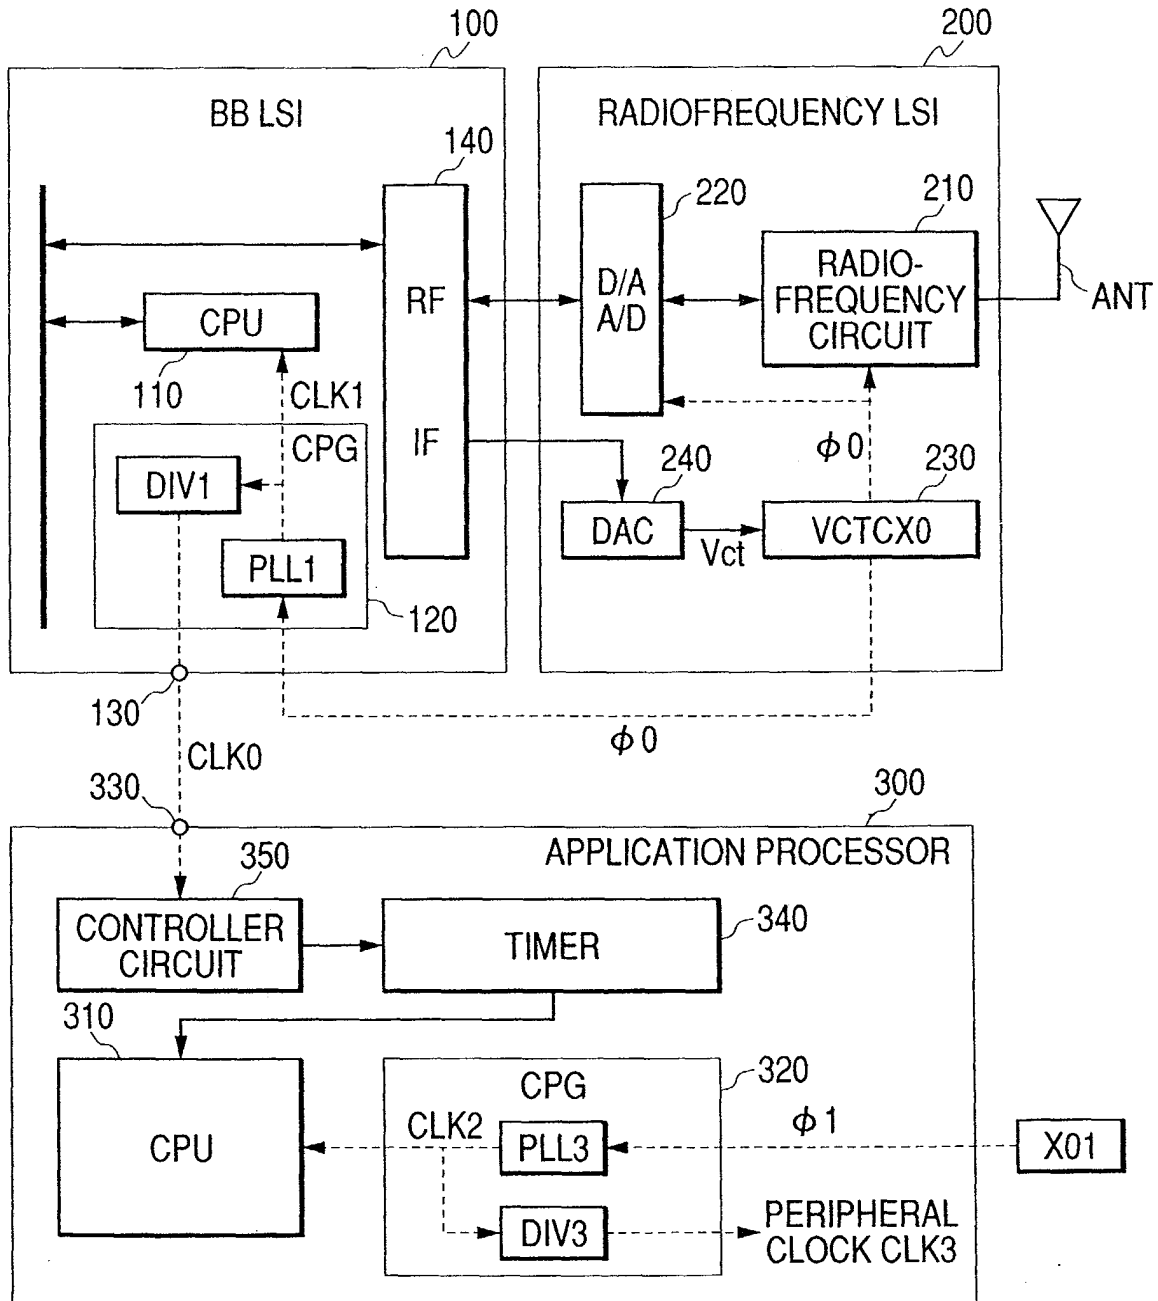 100
200
BB LSI
RADIOFREQUENCY LSI
140
220
210
RF
IF
D/A
A/D
RADIO-
FREQUENCY
CIRCUIT
ANT
CPU
110
CLK1
CPG
DIV1
PLL1
120
φ0
240
230
DAC
Vct
VCTCX0
130
φ0
CLK0
330
300
APPLICATION PROCESSOR
350
CONTROLLER
CIRCUIT
340
TIMER
310
CPU
320
CPG
CLK2
PLL3
φ1
X01
DIV3
PERIPHERAL
CLOCK CLK3